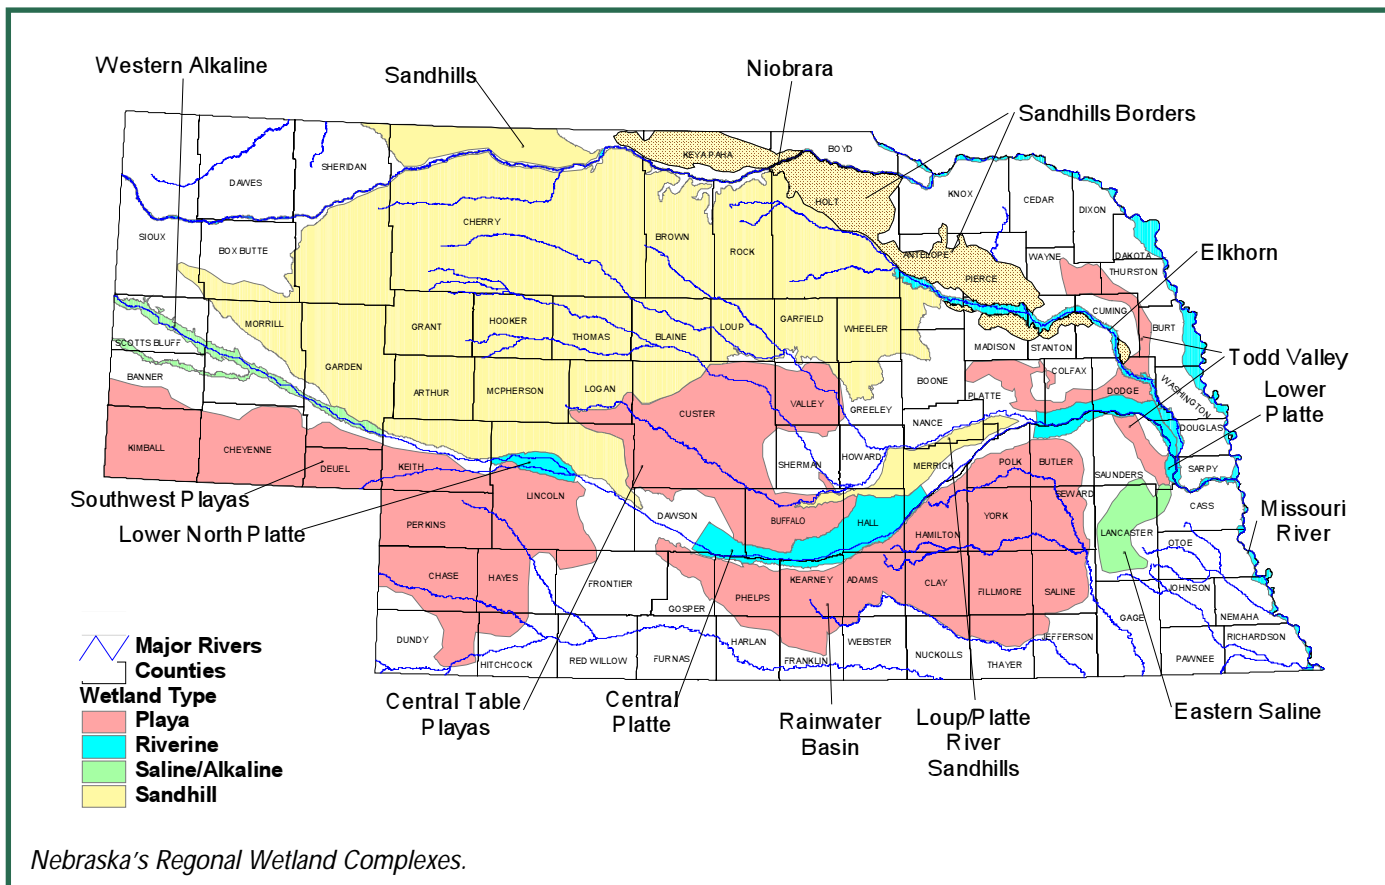 Western Alkaline
Sandhills
Niobrara
Sandhills Borders
Elkhorn
Todd Valley
Lower
Platte
Missouri
River
Eastern Saline
Southwest Playas
Lower North Platte
Central Table
Playas
Central
Platte
Rainwater
Basin
Loup/Platte
River
Sandhills
SIOUX
DAWES
SHERIDAN
BOX BUTTE
CHERRY
KEYA PAHA
BOYD
BROWN
ROCK
HOLT
KNOX
CEDAR
DIXON
DAKOTA
ANTELOPE
PIERCE
WAYNE
THURSTON
SCOTTS BLUFF
MORRILL
GARDEN
GRANT
HOOKER
THOMAS
BLAINE
LOUP
GARFIELD
WHEELER
MADISON
STANTON
CUMING
BURT
BANNER
ARTHUR
MCPHERSON
LOGAN
CUSTER
VALLEY
GREELEY
BOONE
PLATTE
COLFAX
DODGE
WASHINGTON
KIMBALL
CHEYENNE
DEUEL
KEITH
LINCOLN
SHERMAN
HOWARD
NANCE
MERRICK
POLK
BUTLER
SAUNDERS
DOUGLAS
SARPY
PERKINS
DAWSON
BUFFALO
HALL
HAMILTON
YORK
SEWARD
LANCASTER
CASS
OTOE
CHASE
HAYES
FRONTIER
GOSPER
PHELPS
KEARNEY
ADAMS
CLAY
FILLMORE
SALINE
GAGE
JOHNSON
NEMAHA
DUNDY
HITCHCOCK
RED WILLOW
FURNAS
HARLAN
FRANKLIN
WEBSTER
NUCKOLLS
THAYER
JEFFERSON
PAWNEE
RICHARDSON
Major Rivers
Counties
Wetland Type
Playa
Riverine
Saline/Alkaline
Sandhill
Nebraska's Regonal Wetland Complexes.